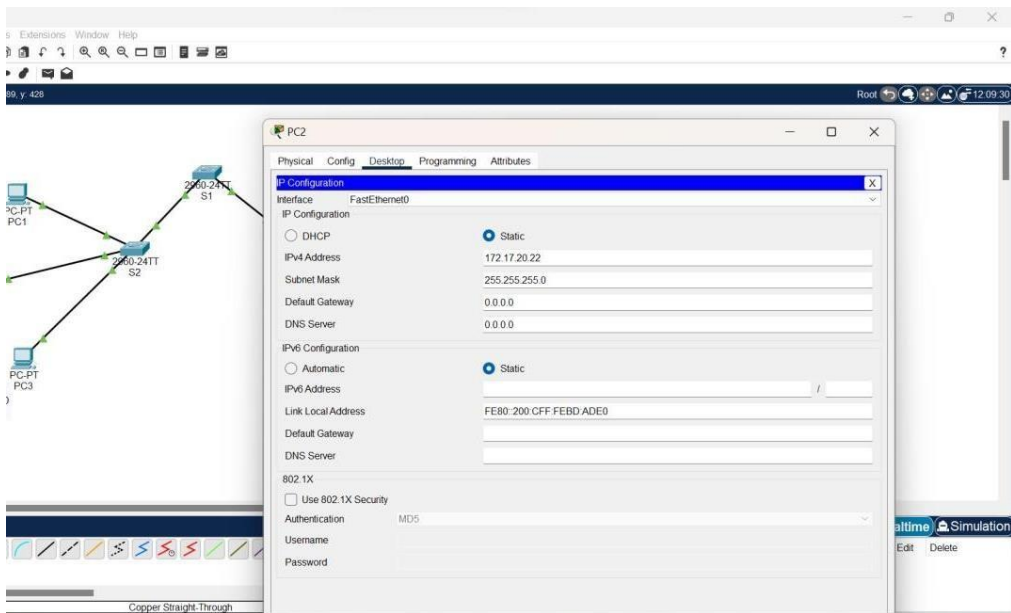 s Extensions Window Help
?
89, y: 428
Root
12:09:30
PC2
Physical Config Desktop Programming Attributes
IP Configuration
X
Interface FastEthernet0
IP Configuration
DHCP
Static
IPv4 Address 172.17.20.22
Subnet Mask 255.255.255.0
Default Gateway 0.0.0.0
DNS Server 0.0.0.0
IPv6 Configuration
Automatic
Static
IPv6 Address /
Link Local Address FE80::200:CFF:FEBD:ADE0
Default Gateway
DNS Server
802.1X
Use 802.1X Security
Authentication MD5
Username
Password
2960-24TT
S1
PC-PT
PC1
2960-24TT
S2
PC-PT
PC3
altime
Simulation
Edit Delete
Copper Straight-Through